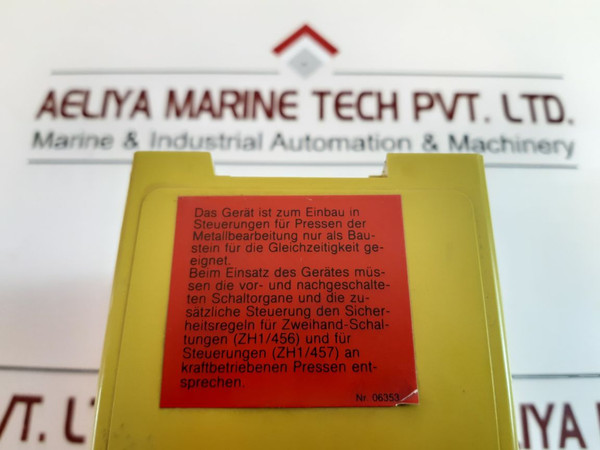 AELIYA MARINE TECH PVT. LTD.
Marine & Industrial Automation & Machinery
Das Gerät ist zum Einbau in
Steuerungen für Pressen der
Metallbearbeitung nur als Bau-
stein für die Gleichzeitigkeit ge-
eignet.
Beim Einsatz des Gerätes müs-
sen die vor- und nachgeschalte-
ten Schaltorgane und die zu-
sätzliche Steuerung den Sicher-
heitsregeln für Zweihand-Schal-
tungen (ZH1/456) und für
Steuerungen (ZH1/457) an
kraftbetriebenen Pressen ent-
sprechen.
Nr. 06353
VT. L
IYA MA